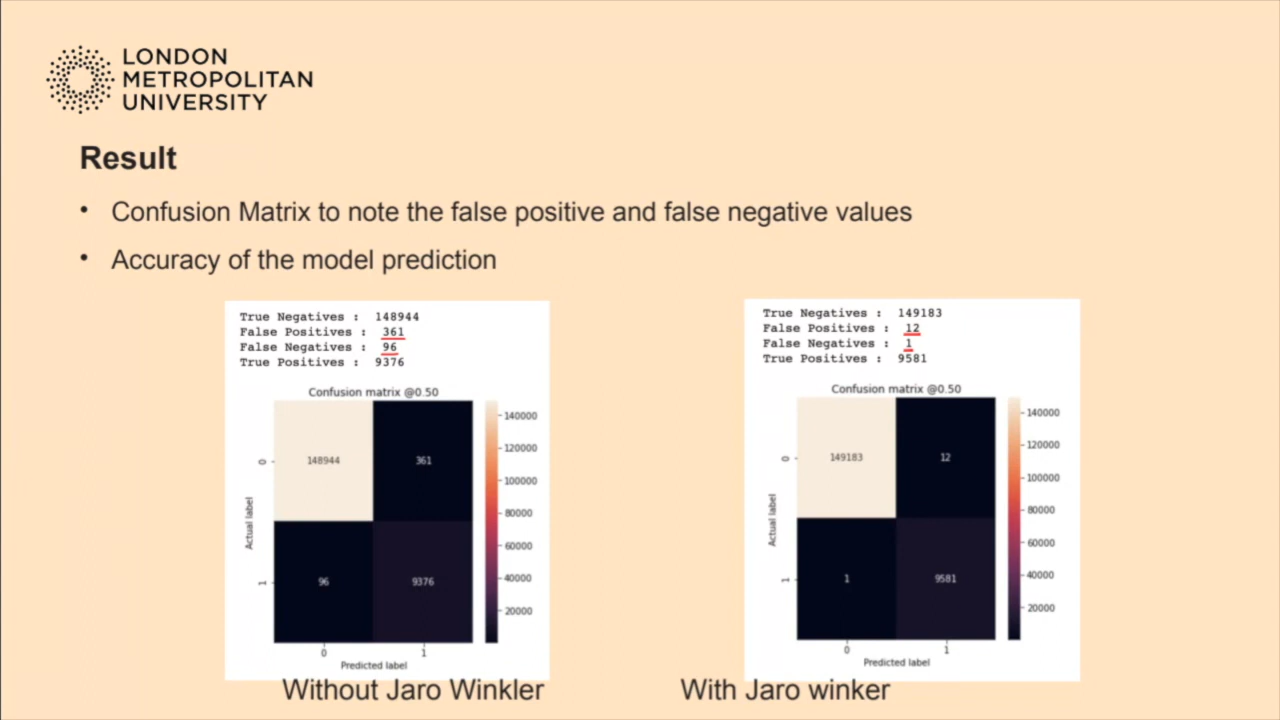 LONDON
METROPOLITAN
UNIVERSITY
Result
• Confusion Matrix to note the false positive and false negative values
• Accuracy of the model prediction
True Negatives : 148944
False Positives : 361
False Negatives : 96
True Positives : 9376
Confusion matrix @0.50
148944 361
96 9376
0
1
Actual label
0 1
Predicted label
140000
120000
100000
80000
60000
40000
20000
Without Jaro Winkler
True Negatives : 149183
False Positives : 12
False Negatives : 1
True Positives : 9581
Confusion matrix @0.50
149183 12
1 9581
0
1
Actual label
0 1
Predicted label
140000
120000
100000
80000
60000
40000
20000
With Jaro winker